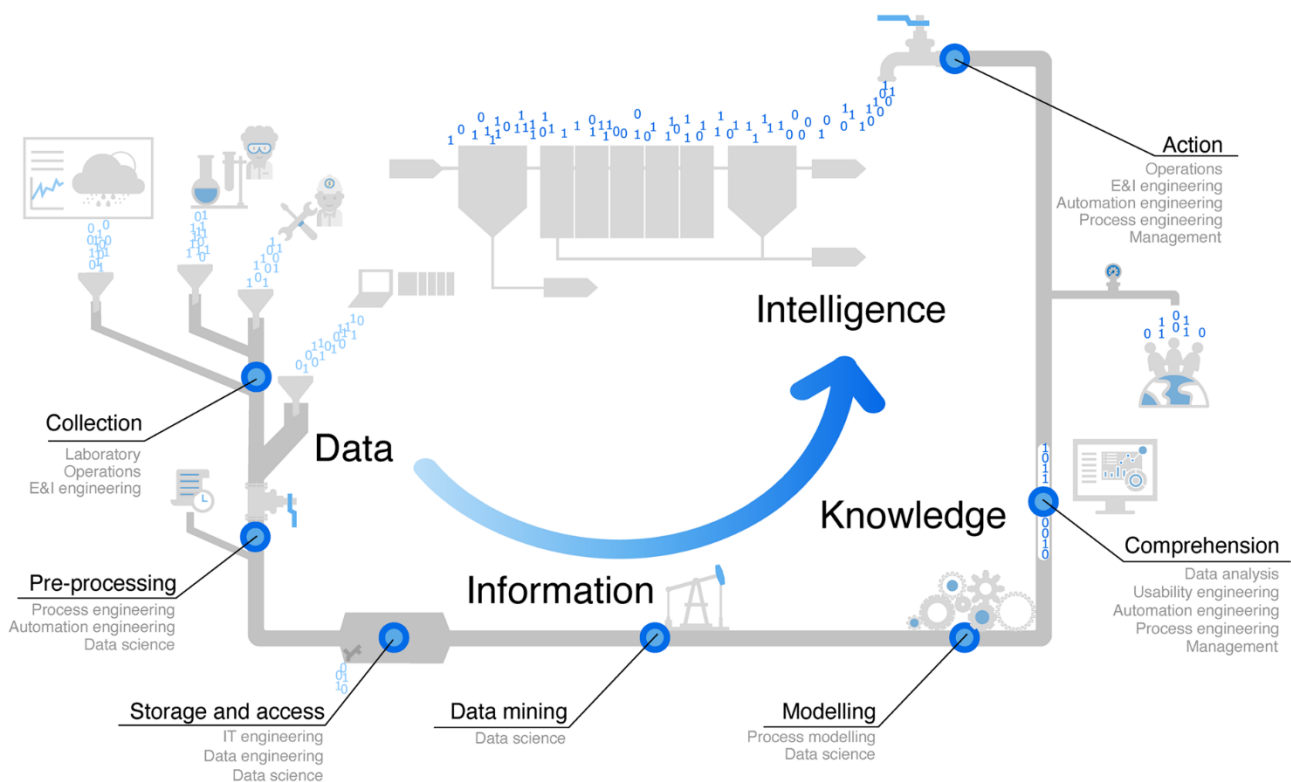 Action
Operations
E&I engineering
Automation engineering
Process engineering
Management
Intelligence
Collection
Laboratory
Operations
E&I engineering
Data
Knowledge
Comprehension
Data analysis
Usability engineering
Automation engineering
Process engineering
Management
Pre-processing
Process engineering
Automation engineering
Data science
Information
Storage and access
IT engineering
Data engineering
Data science
Data mining
Data science
Modelling
Process modelling
Data science